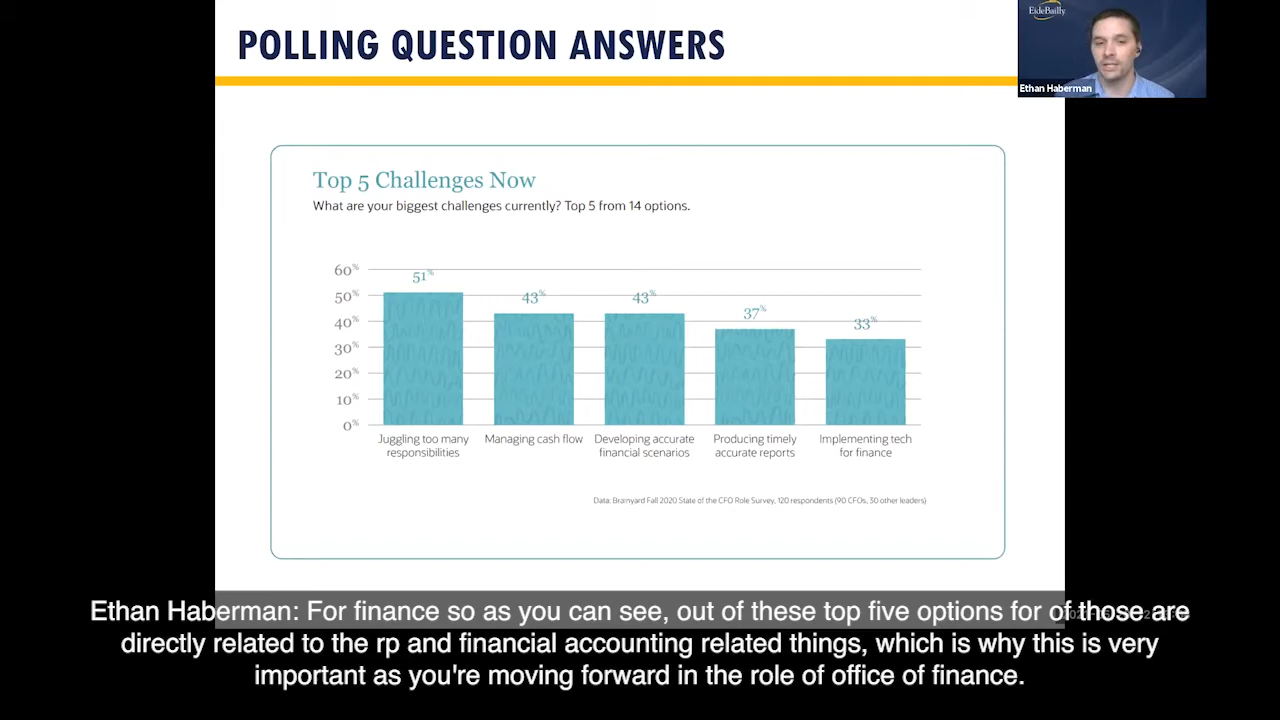 POLLING QUESTION ANSWERS
EideBailly
Ethan Haberman
Top 5 Challenges Now
What are your biggest challenges currently? Top 5 from 14 options.
60%
50%
40%
30%
20%
10%
0%
51%
43%
43%
37%
33%
Juggling too many
responsibilities
Managing cash flow
Developing accurate
financial scenarios
Producing timely
accurate reports
Implementing tech
for finance
Data: Brainyard Fall 2020 State of the CFO Role Survey, 120 respondents (90 CFOs, 30 other leaders)
Ethan Haberman: For finance so as you can see, out of these top five options for of those are
directly related to the rp and financial accounting related things, which is why this is very
important as you're moving forward in the role of office of finance.